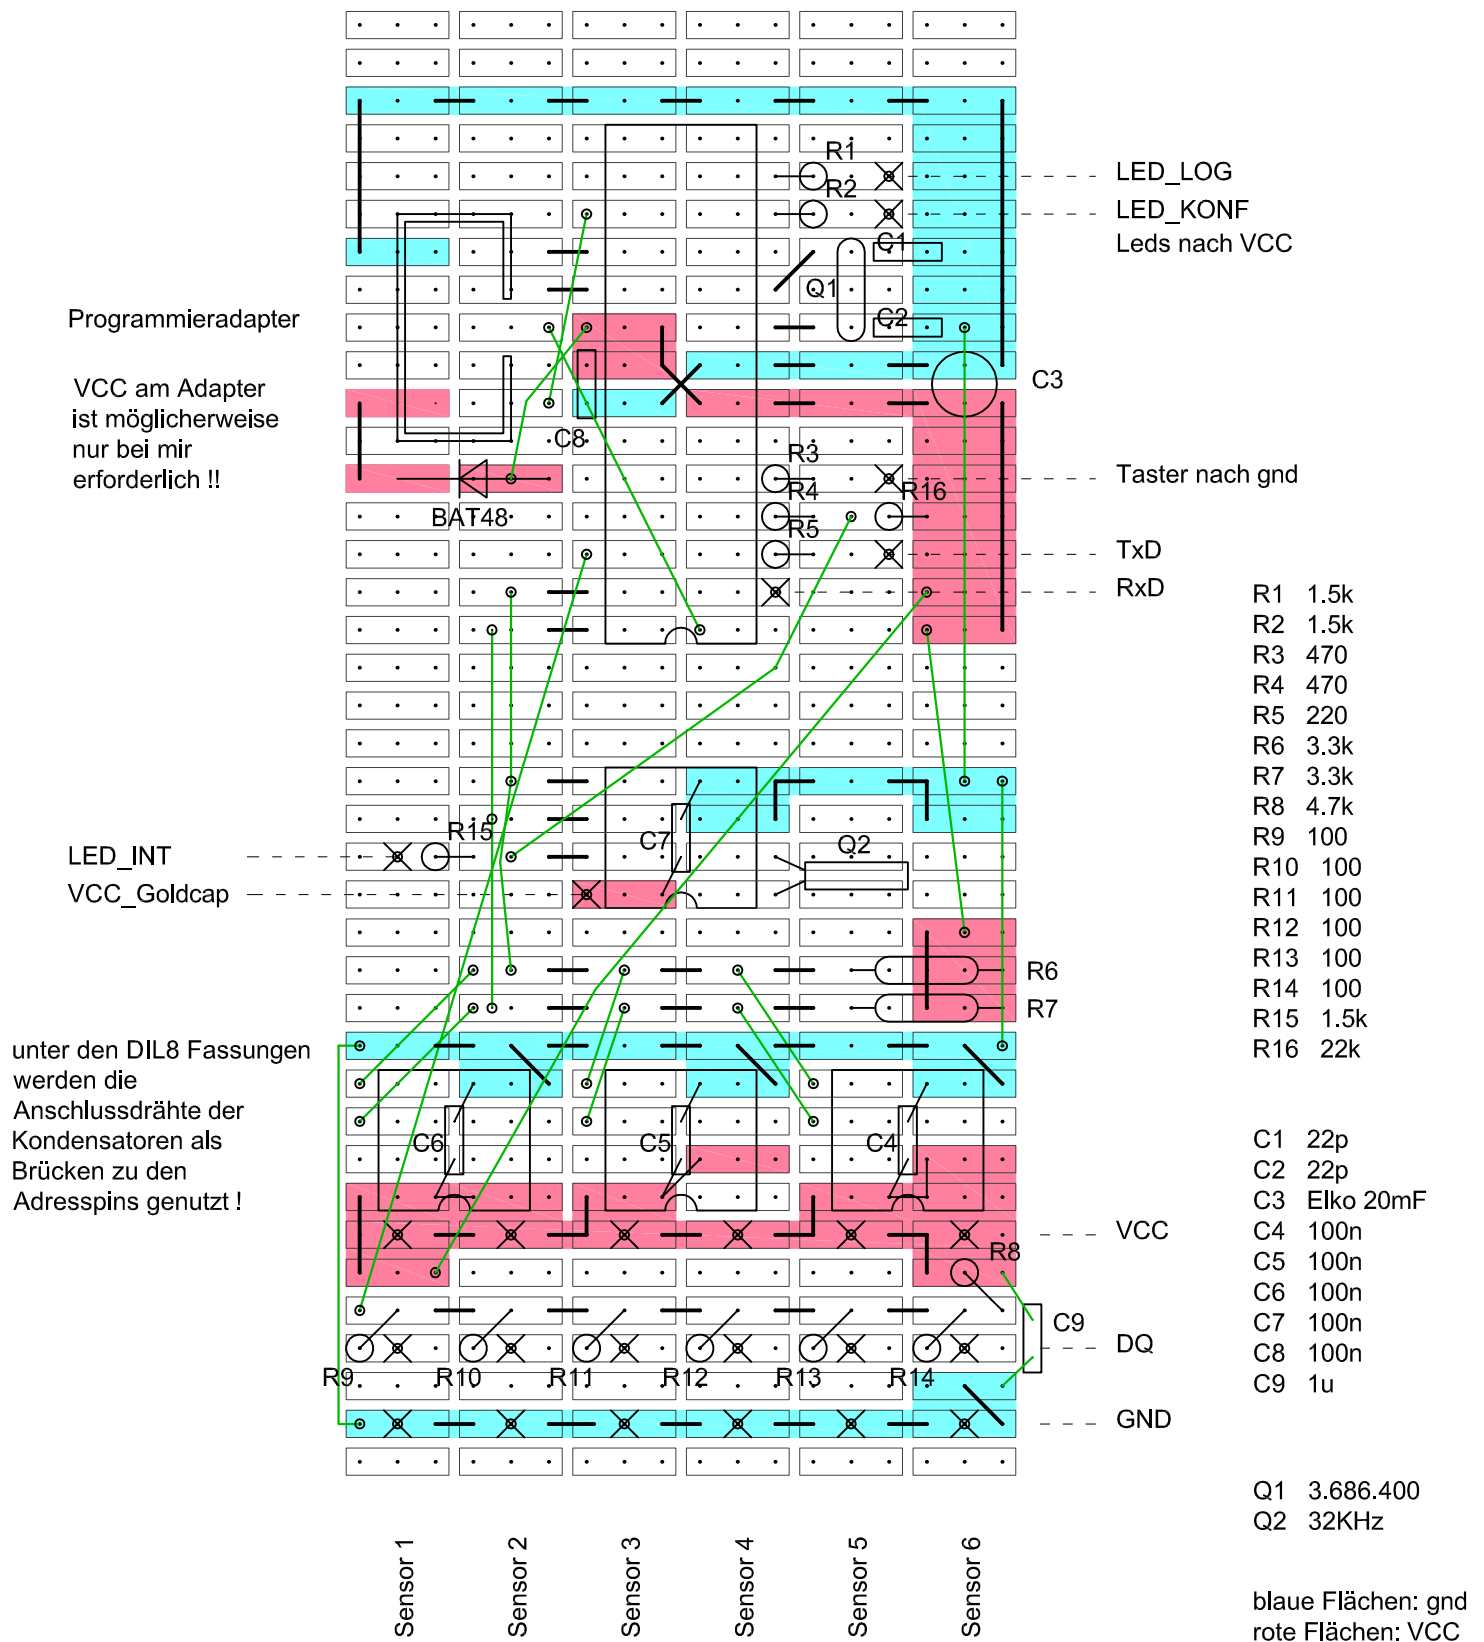 R1
LED_LOG
R2
LED_KONF
C1
Leds nach VCC
Q1
Programmieradapter
C2
VCC am Adapter
ist möglicherweise
nur bei mir
erforderlich !!
C3
C8
R3
Taster nach gnd
R4
R16
BAT48
R5
TxD
RxD
R1 1.5k
R2 1.5k
R3 470
R4 470
R5 220
R6 3.3k
R7 3.3k
R8 4.7k
R9 100
R10 100
R11 100
R12 100
R13 100
R14 100
R15 1.5k
R16 22k
R15
C7
Q2
LED_INT
VCC_Goldcap
R6
R7
unter den DIL8 Fassungen
werden die
Anschlussdrähte der
Kondensatoren als
Brücken zu den
Adresspins genutzt !
C6
C5
C4
C1 22p
C2 22p
C3 Elko 20mF
C4 100n
C5 100n
C6 100n
C7 100n
C8 100n
C9 1u
VCC
R8
C9
DQ
R9
R10
R11
R12
R13
R14
GND
Q1 3.686.400
Q2 32KHz
Sensor 1
Sensor 2
Sensor 3
Sensor 4
Sensor 5
Sensor 6
blaue Flächen: gnd
rote Flächen: VCC